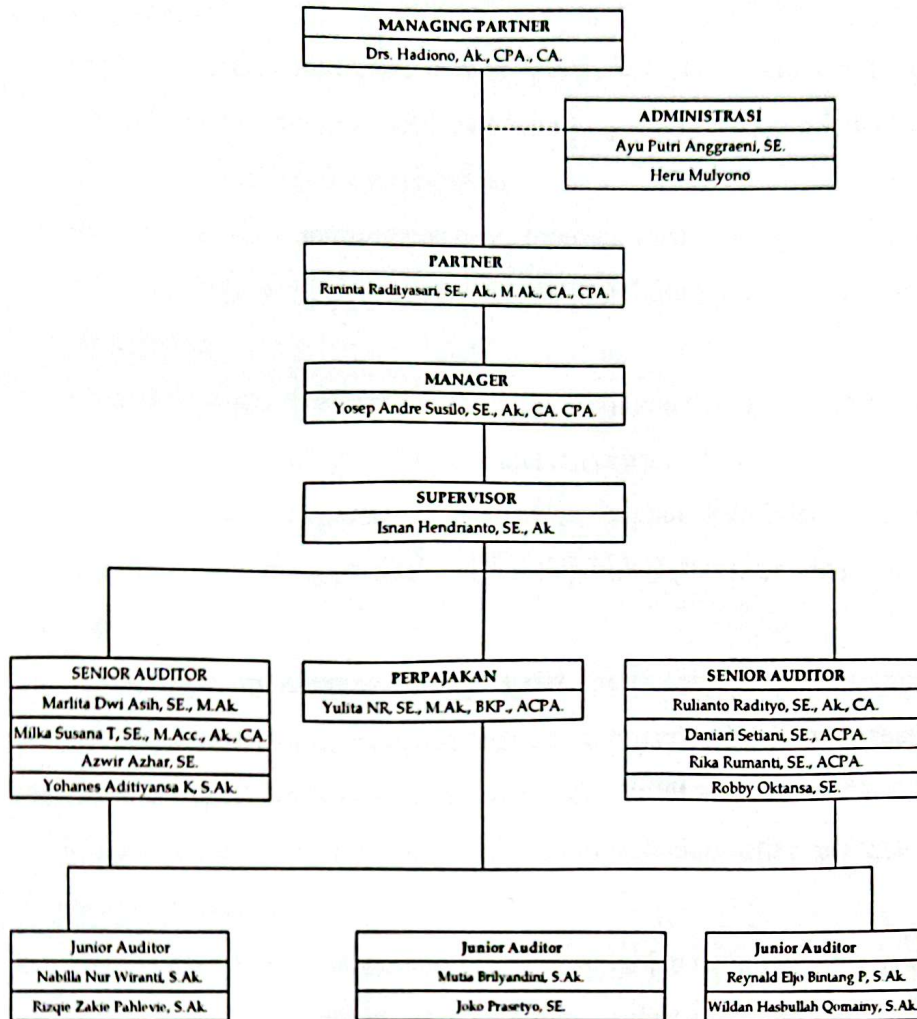 MANAGING PARTNER
Drs. Hadiono, Ak., CPA., CA.
ADMINISTRASI
Ayu Putri Anggraeni, SE.
Heru Mulyono
PARTNER
Rininta Radityasari, SE., Ak., M.Ak., CA., CPA.
MANAGER
Yosep Andre Susilo, SE., Ak., CA. CPA.
SUPERVISOR
Isnan Hendrianto, SE., Ak.
SENIOR AUDITOR
Marlita Dwi Asih, SE., M.Ak.
Milka Susana T, SE., M.Acc., Ak., CA.
Azwir Azhar, SE.
Yohanes Aditiyansa K, S.Ak.
PERPAJAKAN
Yulita NR, SE., M.Ak., BKP., ACPA.
SENIOR AUDITOR
Rulianto Radityo, SE., Ak., CA.
Daniari Setiani, SE., ACPA.
Rika Rumanti, SE., ACPA.
Robby Oktansa, SE.
Junior Auditor
Nabilla Nur Wiranti, S.Ak.
Rizqie Zakie Pahlevie, S.Ak.
Junior Auditor
Mutia Brilyandini, S.Ak.
Joko Prasetyo, SE.
Junior Auditor
Reynald Eljo Bintang P, S.Ak.
Wildan Hasbullah Qomainy, S.Ak.